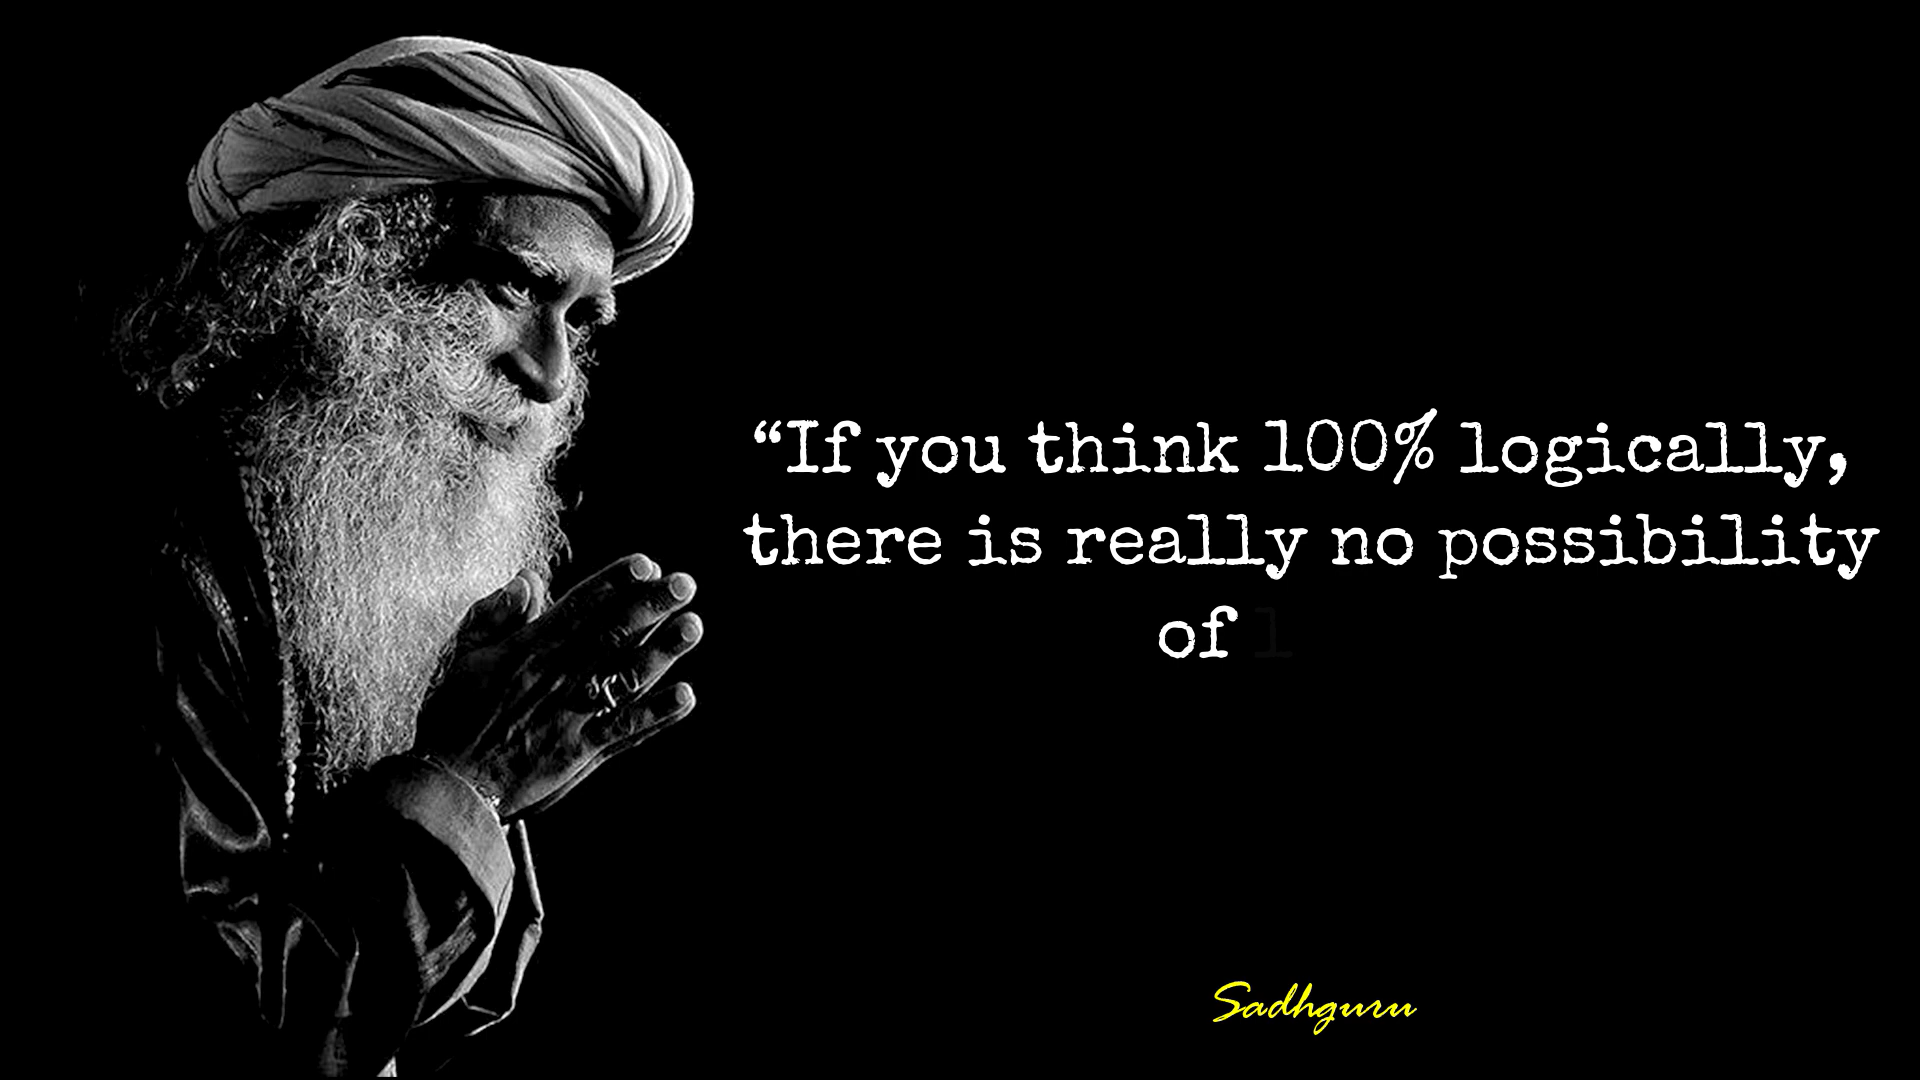 “If you think 100% logically,
there is really no possibility
of l
Sadhguru